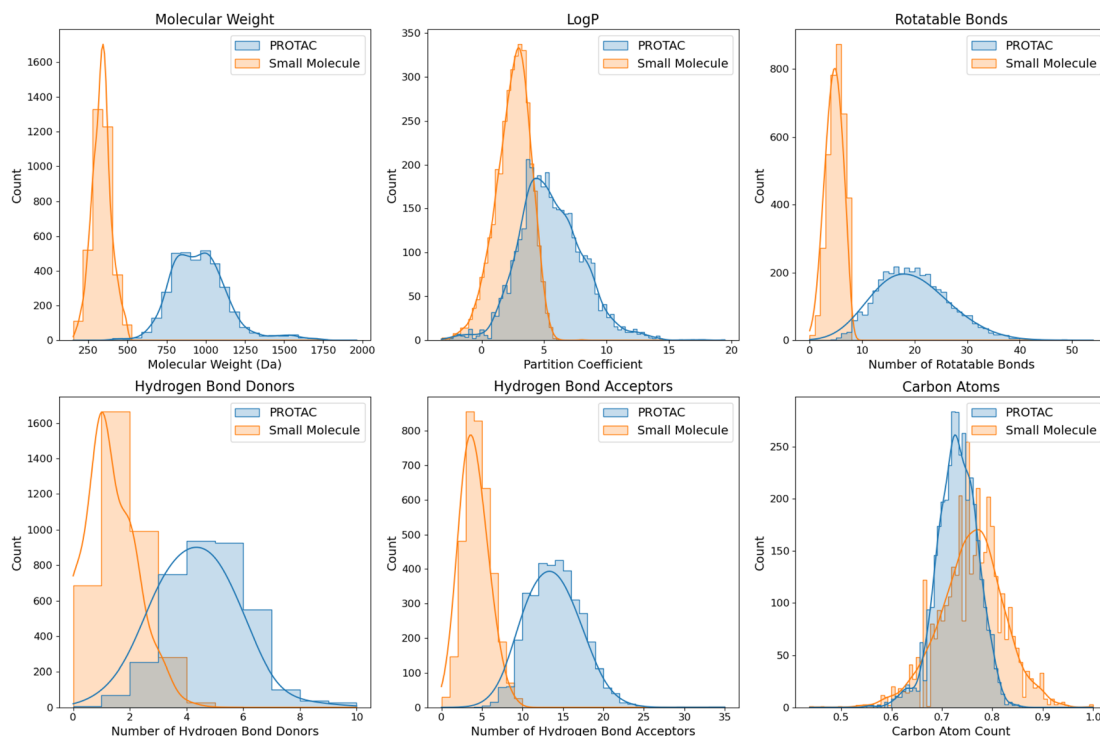 Molecular Weight
PROTAC
Small Molecule
Count
1600
1400
1200
1000
800
600
400
200
0
250
500
750
1000
1250
1500
1750
2000
Molecular Weight (Da)
LogP
PROTAC
Small Molecule
Count
350
300
250
200
150
100
50
0
0
5
10
15
20
Partition Coefficient
Rotatable Bonds
PROTAC
Small Molecule
Count
800
600
400
200
0
0
10
20
30
40
50
Number of Rotatable Bonds
Hydrogen Bond Donors
PROTAC
Small Molecule
Count
1600
1400
1200
1000
800
600
400
200
0
0
2
4
6
8
10
Number of Hydrogen Bond Donors
Hydrogen Bond Acceptors
PROTAC
Small Molecule
Count
800
700
600
500
400
300
200
100
0
0
5
10
15
20
25
30
35
Number of Hydrogen Bond Acceptors
Carbon Atoms
PROTAC
Small Molecule
Count
250
200
150
100
50
0
0.5
0.6
0.7
0.8
0.9
1.0
Carbon Atom Count